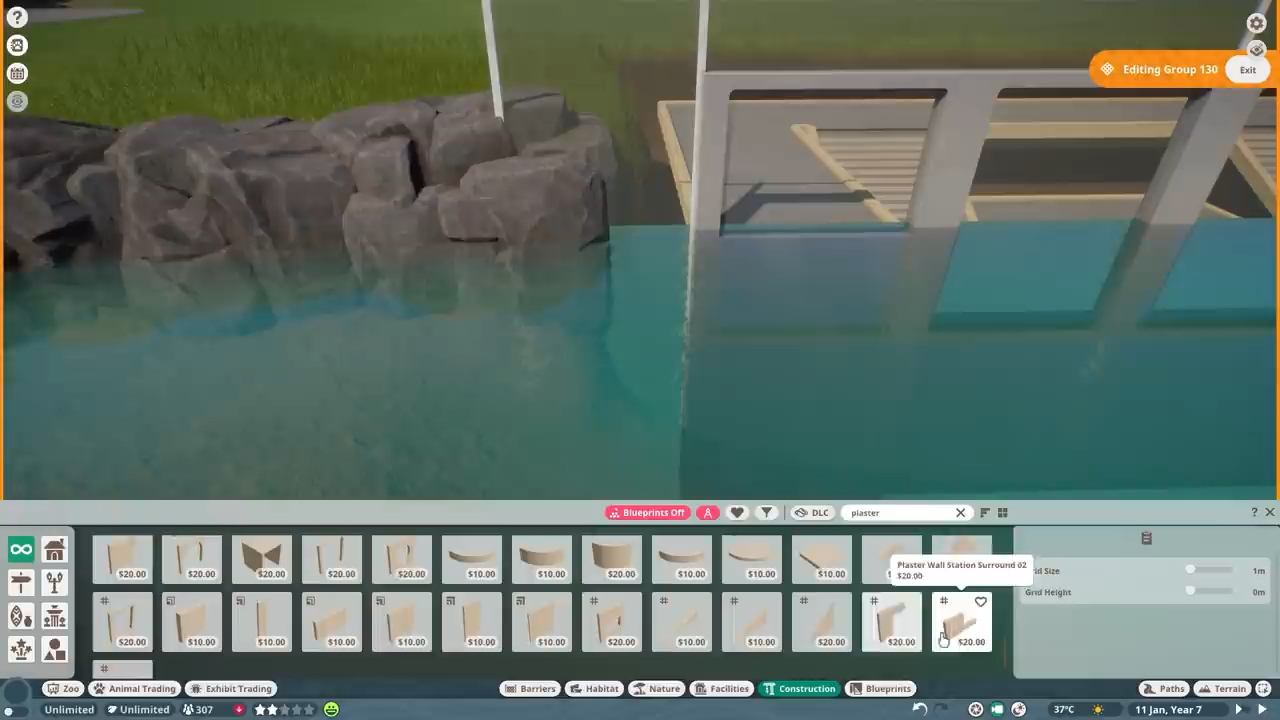 ?
Editing Group 130
Exit
Blueprints Off
A
DLC
plaster
?
$20.00
$20.00
$20.00
$20.00
$20.00
$10.00
$10.00
$10.00
$10.00
$10.00
$10.00
Plaster Wall Station Surround 02
$20.00
Size
1m
Grid Height
0m
$20.00
$10.00
$10.00
$10.00
$10.00
$10.00
$10.00
$20.00
$10.00
$10.00
$20.00
$20.00
$20.00
Zoo
Animal Trading
Exhibit Trading
Barriers
Habitat
Nature
Facilities
Construction
Blueprints
Paths
Terrain
Unlimited
Unlimited
307
37°C
11 Jan, Year 7